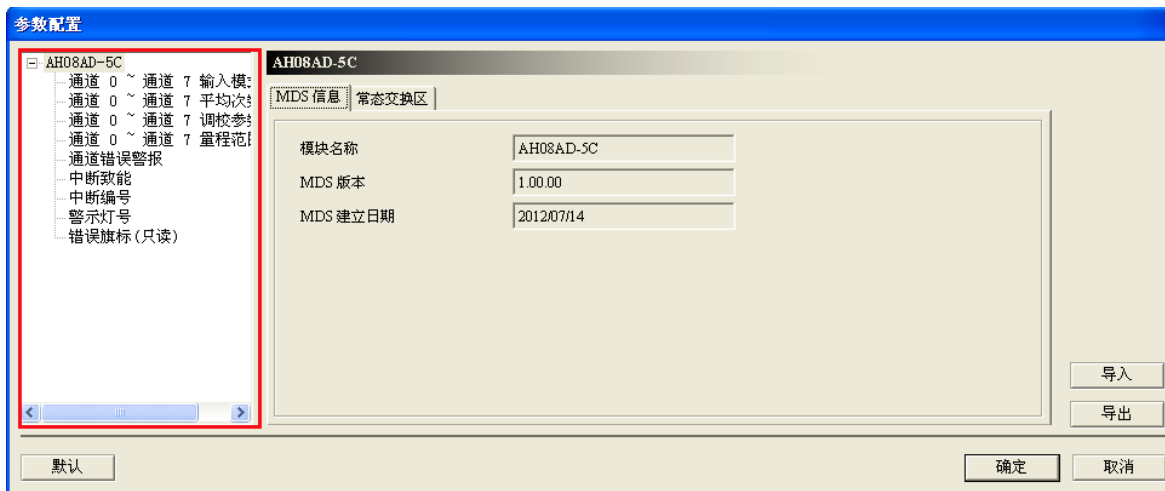 参数配置
AH08AD-5C
通道 0 ~ 通道 7 输入模
通道 0 ~ 通道 7 平均次
通道 0 ~ 通道 7 调校参
通道 0 ~ 通道 7 量程范
通道错误警报
中断致能
中断编号
警示灯号
错误旗标(只读)
AH08AD-5C
MDS 信息
常态交换区
模块名称 AH08AD-5C
MDS 版本 1.00.00
MDS 建立日期 2012/07/14
导入
导出
默认
确定
取消